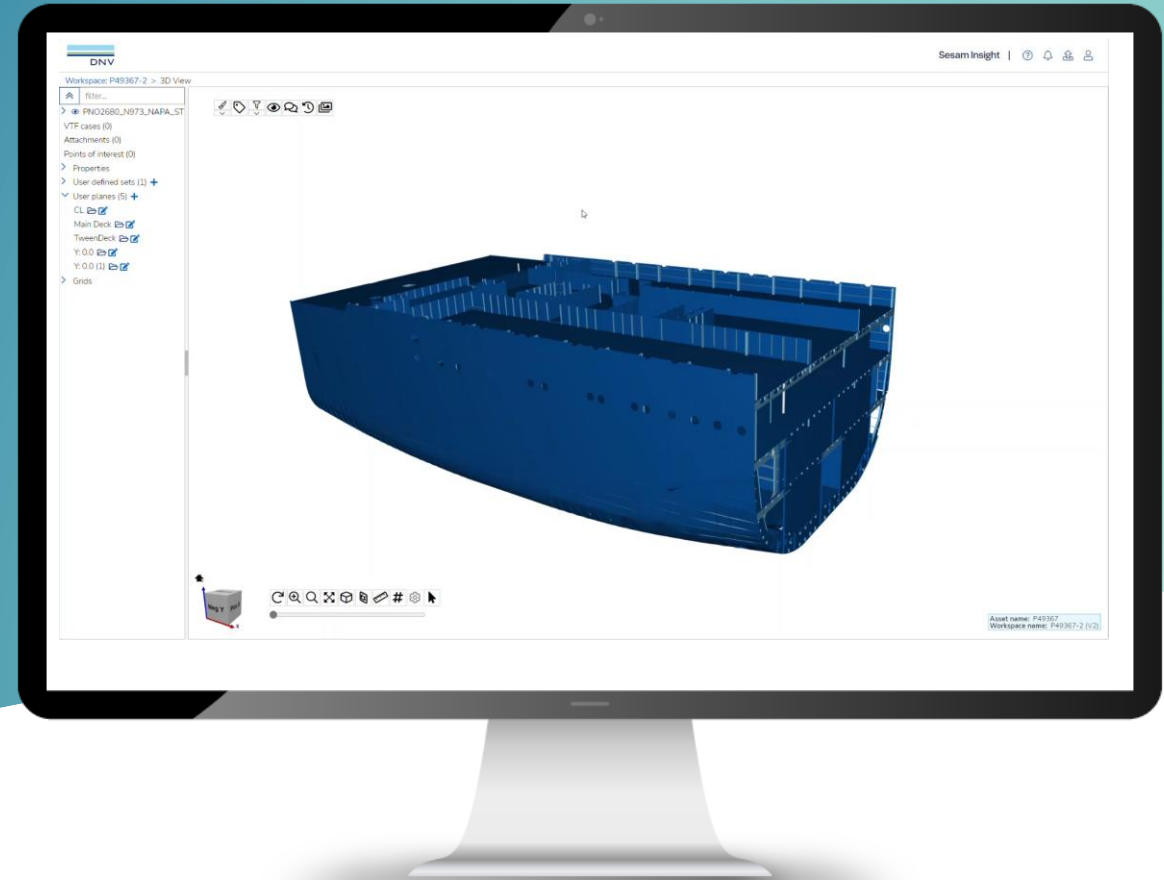 DNV
Sesam Insight |
Workspace: P49367-2 > 3D View
filter...
PNO2680_N973_NAPA_ST
VTF cases (0)
Attachments (0)
Points of interest (0)
Properties
User defined sets (1) +
User planes (5) +
CL
Main Deck
TweenDeck
Y: 0.0
Y: 0.0 (1)
Grids
Neg Y
X
Asset name: P49367
Workspace name: P49367-2 (V2)